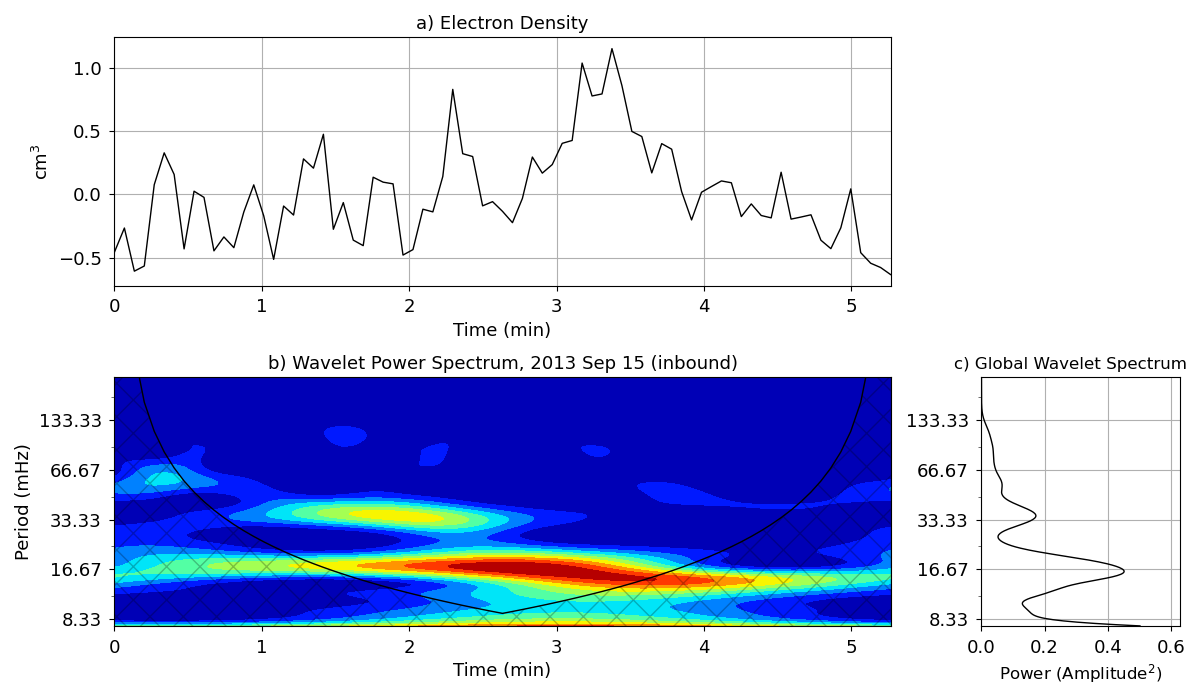 a) Electron Density
1.0
0.5
0.0
−0.5
cm³
0 1 2 3 4 5
Time (min)
b) Wavelet Power Spectrum, 2013 Sep 15 (inbound)
133.33
66.67
33.33
16.67
8.33
Period (mHz)
0 1 2 3 4 5
Time (min)
c) Global Wavelet Spectrum
133.33
66.67
33.33
16.67
8.33
0.0 0.2 0.4 0.6
Power (Amplitude²)